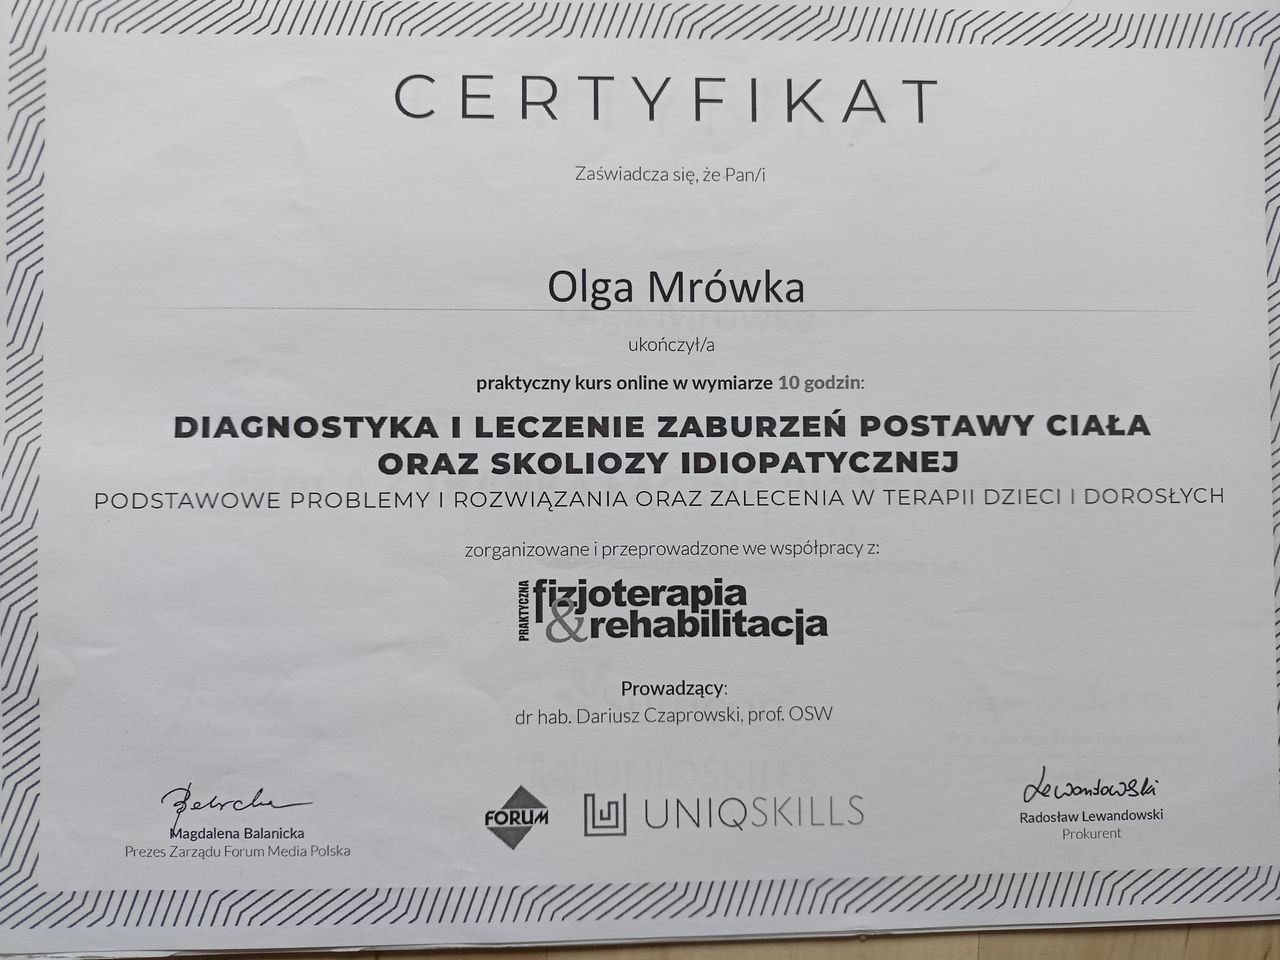 CERTYFIKAT
Zaświadcza się, że Pan/i
Olga Mrówka
ukończył/a
praktyczny kurs online w wymiarze 10 godzin:
DIAGNOSTYKA I LECZENIE ZABURZEŃ POSTAWY CIAŁA
ORAZ SKOLIOZY IDIOPATYCZNEJ
PODSTAWOWE PROBLEMY I ROZWIĄZANIA ORAZ ZALECENIA W TERAPII DZIECI I DOROSŁYCH
zorganizowane i przeprowadzone we współpracy z:
PRAKTYCZNA
fizjoterapia
&rehabilitacja
Prowadzący:
dr hab. Dariusz Czaprowski, prof. OSW
Magdalena Balanicka
Prezes Zarządu Forum Media Polska
FORUM
UNIQSKILLS
Lewandowski
Radosław Lewandowski
Prokurent